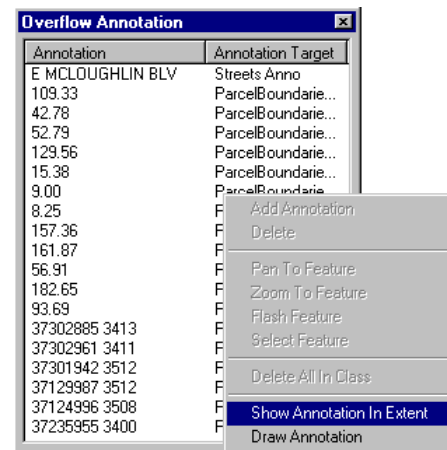 Overflow Annotation
Annotation Annotation Target
E MCLOUGHLIN BLV Streets Anno
109.33 ParcelBoundarie...
42.78 ParcelBoundarie...
52.79 ParcelBoundarie...
129.56 ParcelBoundarie...
15.38 ParcelBoundarie...
9.00 ParcelBoundarie...
8.25 F
157.36 F
161.87 F
56.91 F
182.65 F
93.69 F
37302885 3413 F
37302961 3411 F
37301942 3512 F
37129987 3512 F
37124996 3508 F
37235955 3400 F
Add Annotation
Delete
Pan To Feature
Zoom To Feature
Flash Feature
Select Feature
Delete All In Class
Show Annotation In Extent
Draw Annotation